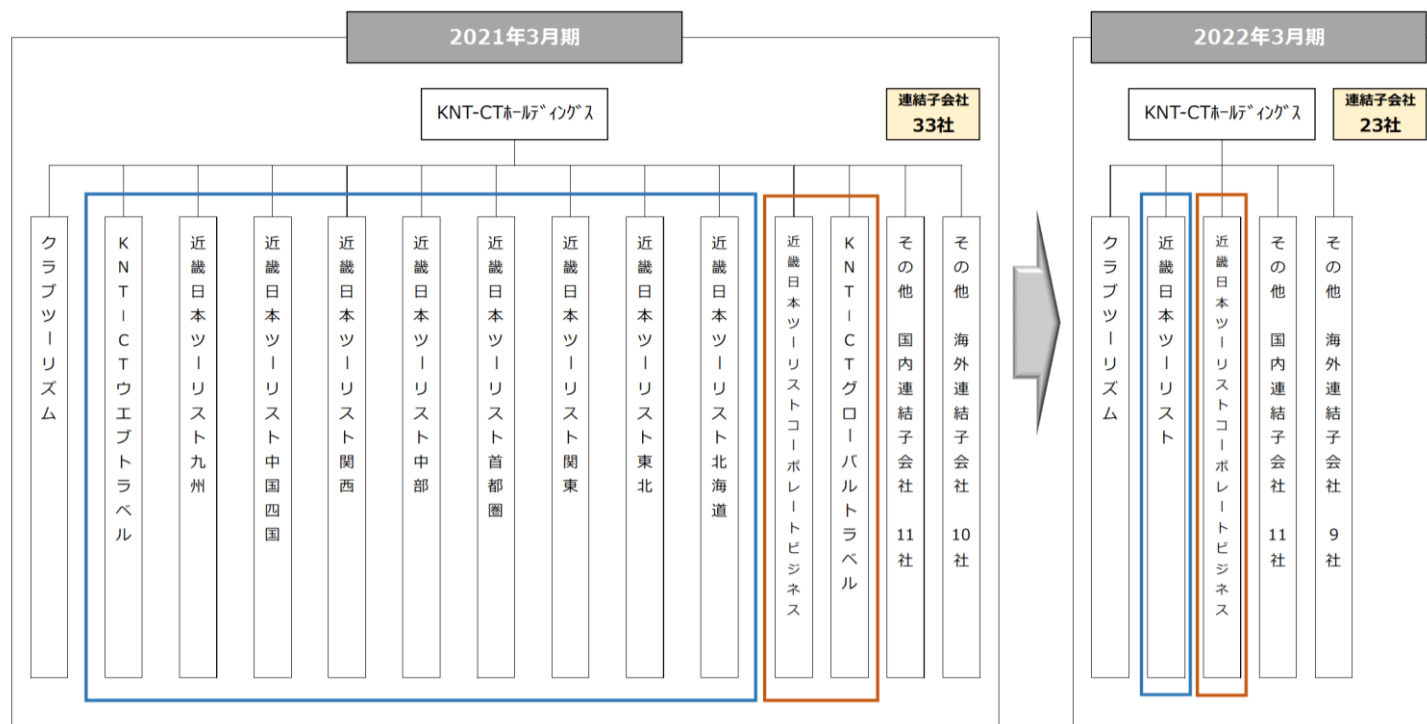 2021年3月期
KNT-CTホールディングス
連結子会社
33社
クラブツーリズム
KNT-CTウエブトラベル
近畿日本ツーリスト九州
近畿日本ツーリスト中国四国
近畿日本ツーリスト関西
近畿日本ツーリスト中部
近畿日本ツーリスト首都圏
近畿日本ツーリスト関東
近畿日本ツーリスト東北
近畿日本ツーリスト北海道
近畿日本ツーリストコーポレートビジネス
KNT-CTグローバルトラベル
その他 国内連結子会社 11社
その他 海外連結子会社 10社
2022年3月期
KNT-CTホールディングス
連結子会社
23社
クラブツーリズム
近畿日本ツーリスト
近畿日本ツーリストコーポレートビジネス
その他 国内連結子会社 11社
その他 海外連結子会社 9社